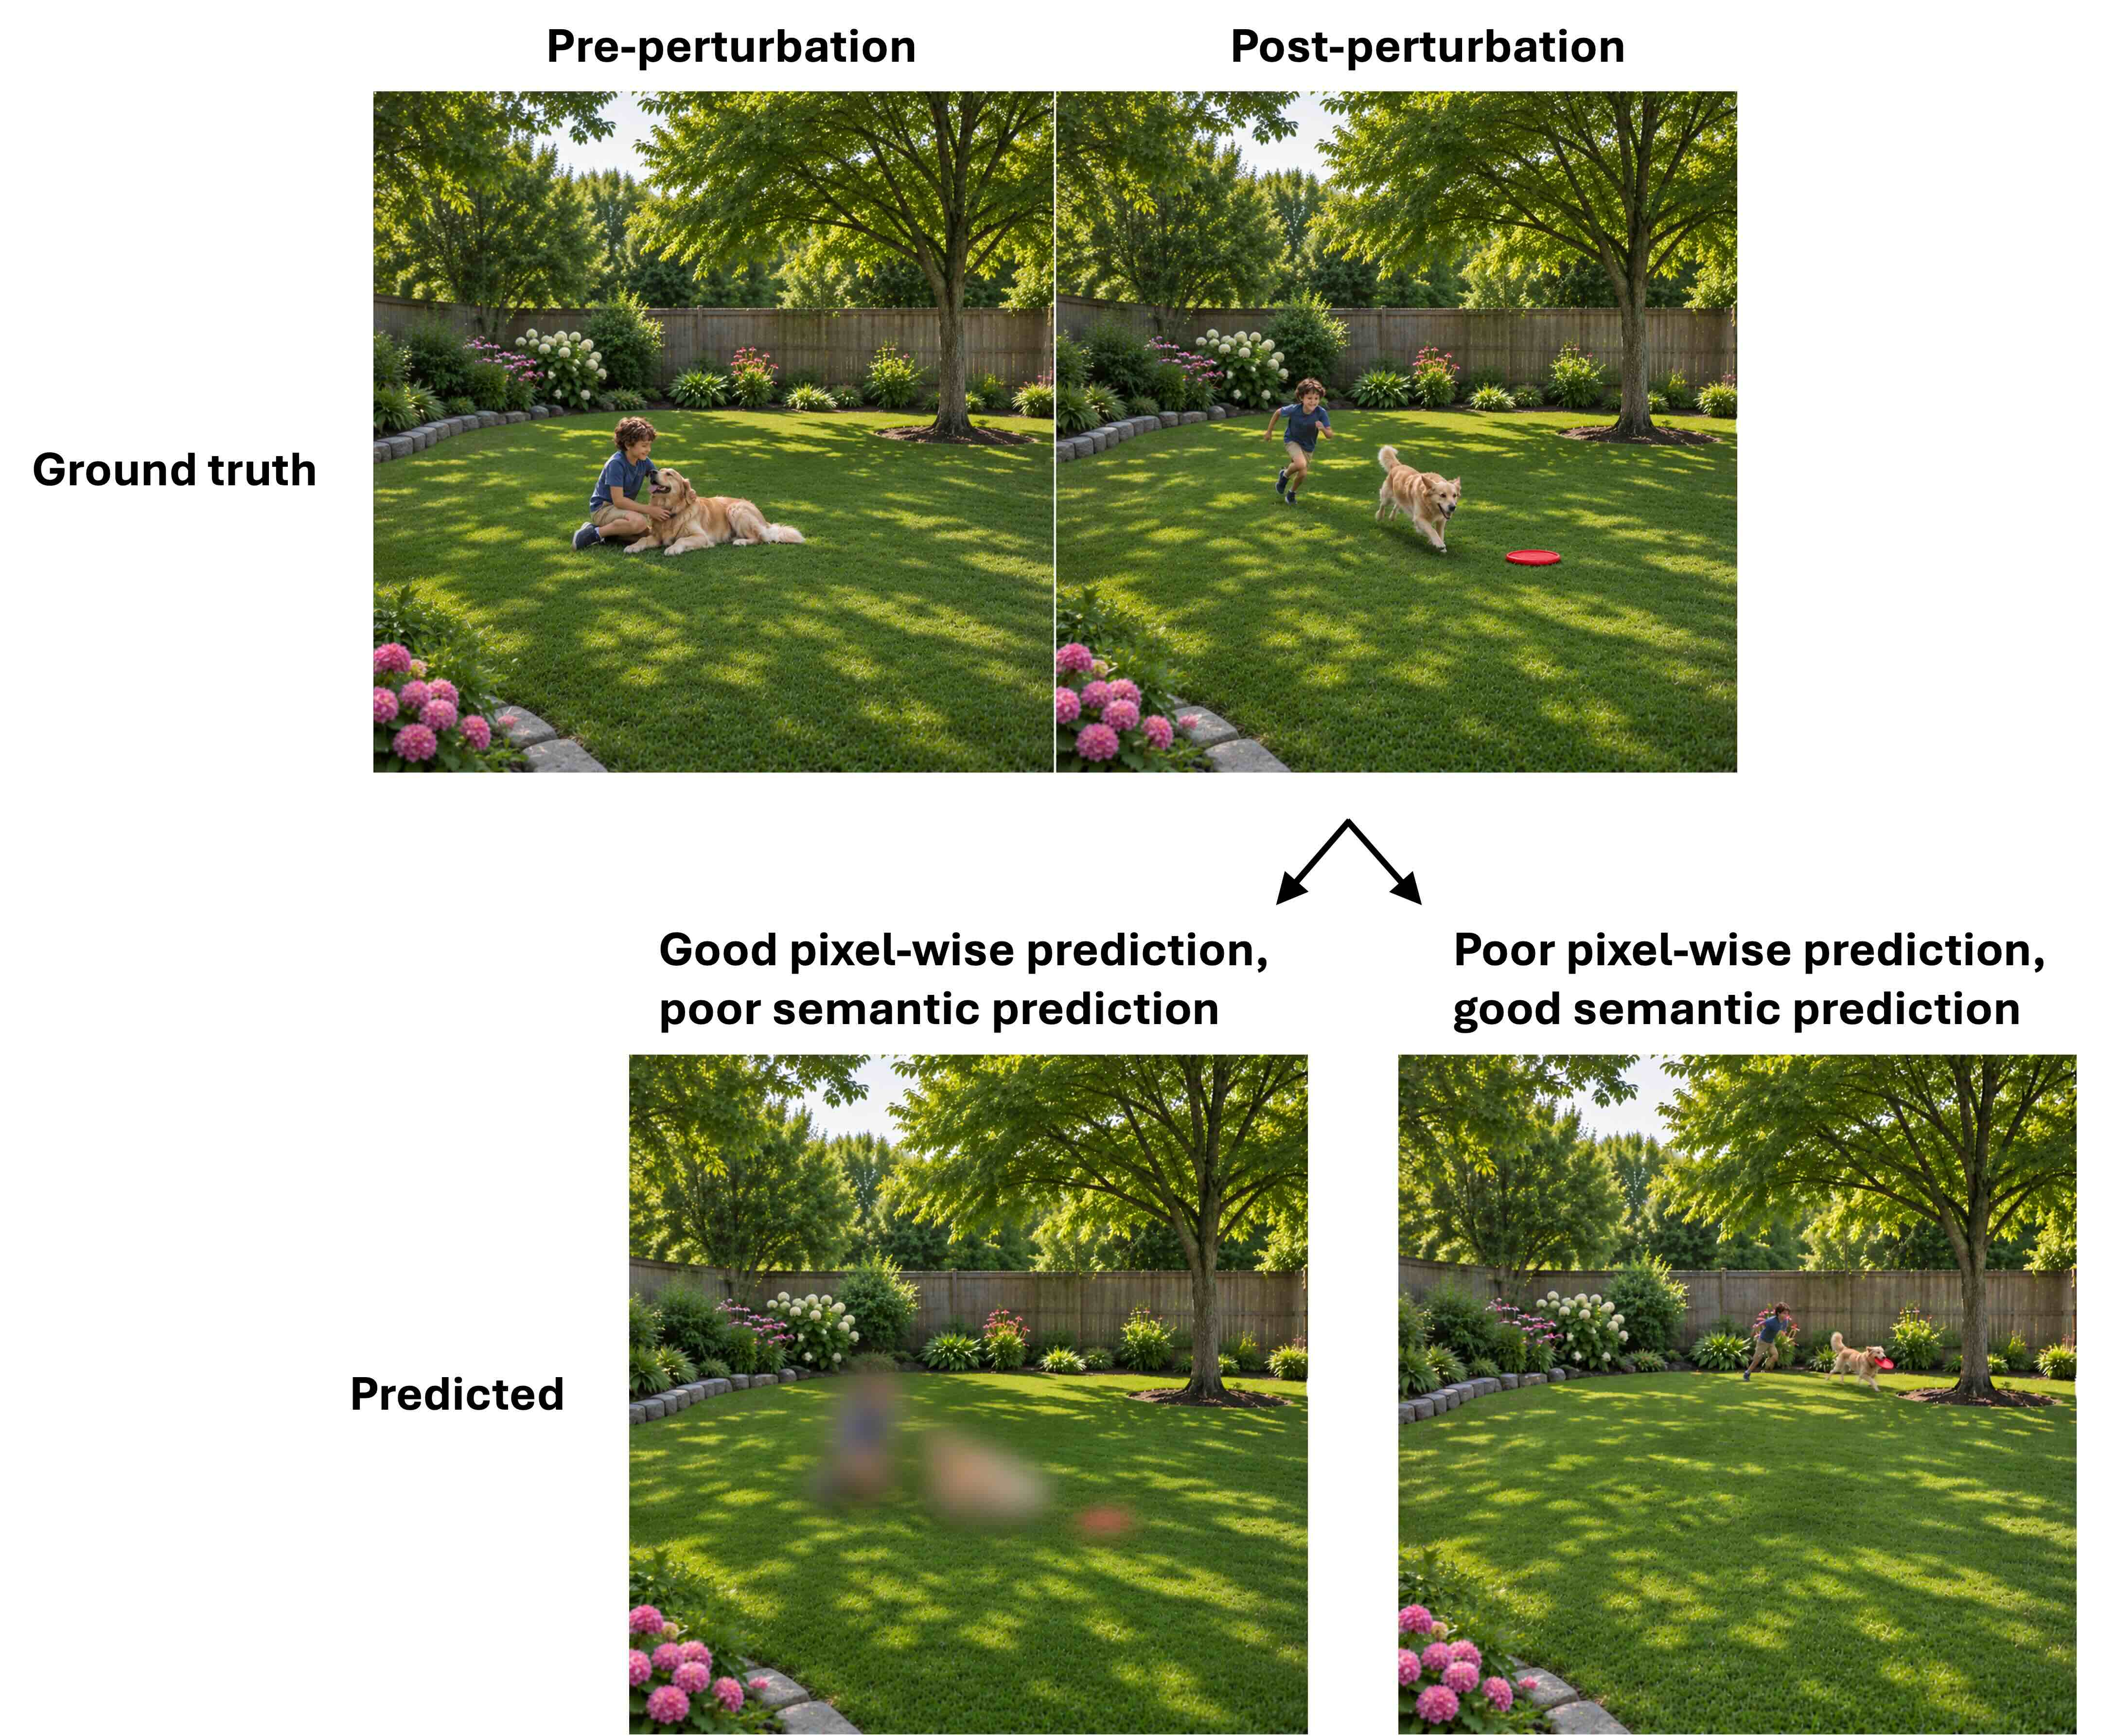 Pre-perturbation
Post-perturbation
Ground truth
Good pixel-wise prediction,
poor semantic prediction
Poor pixel-wise prediction,
good semantic prediction
Predicted